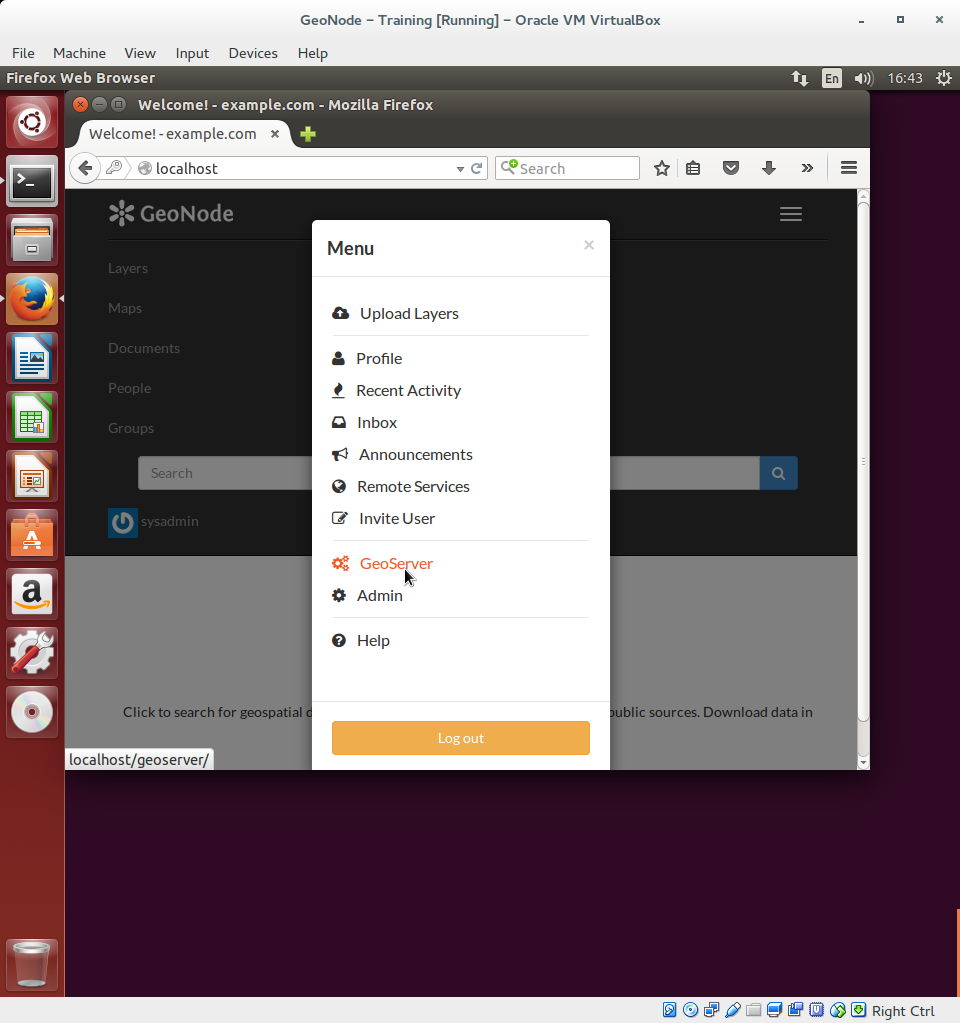 GeoNode – Training [Running] – Oracle VM VirtualBox
File Machine View Input Devices Help
Firefox Web Browser En 16:43
Welcome! - example.com - Mozilla Firefox
Welcome! - example.com
localhost Search
GeoNode
Menu ×
Layers
Maps
Documents
People
Groups
Search
sysadmin
Upload Layers
Profile
Recent Activity
Inbox
Announcements
Remote Services
Invite User
GeoServer
Admin
Help
Click to search for geospatial d ublic sources. Download data in
Log out
localhost/geoserver/
Right Ctrl